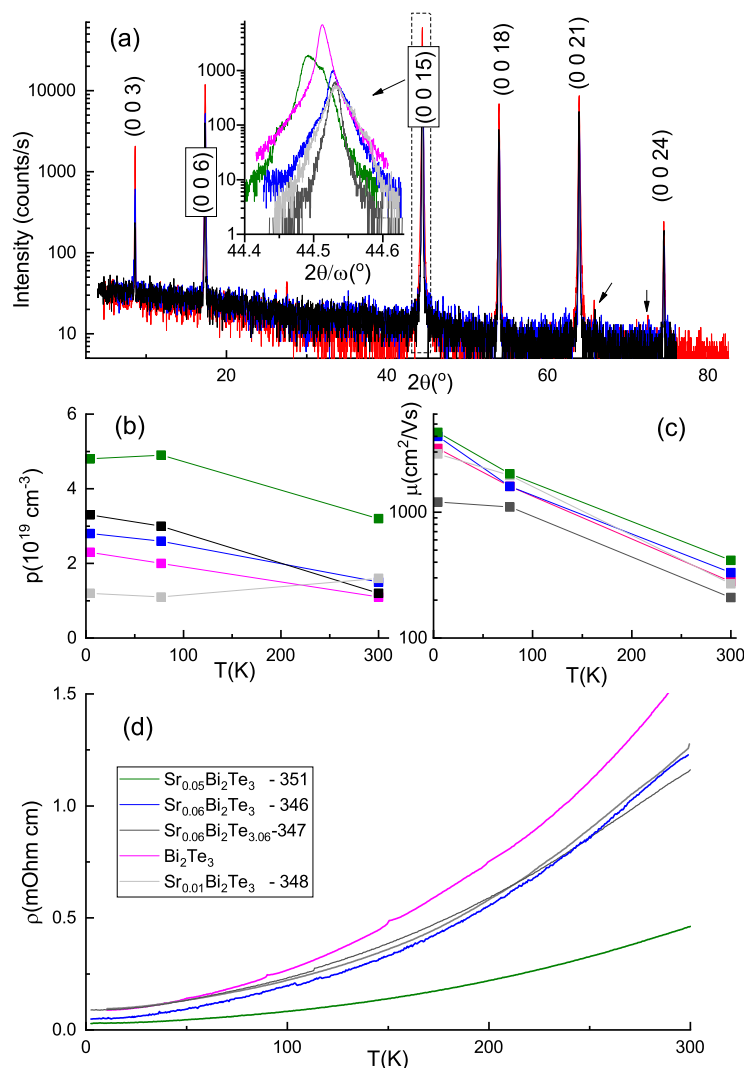 (a)
Intensity (counts/s)
10000
1000
100
10
(0 0 3)
(0 0 6)
(0 0 15)
(0 0 18)
(0 0 21)
(0 0 24)
1000
100
10
1
44.4 44.5 44.6
2θ/ω(º)
20 40 60 80
2θ(º)
(b)
p(10¹⁹ cm⁻³)
6
4
2
0
0 100 200 300
T(K)
(c)
μ(cm²/Vs)
1000
100
0 100 200 300
T(K)
(d)
ρ(mOhm cm)
1.5
1.0
0.5
0.0
Sr₀.₀₅Bi₂Te₃ - 351
Sr₀.₀₆Bi₂Te₃ - 346
Sr₀.₀₆Bi₂Te₃.₀₆-347
Bi₂Te₃
Sr₀.₀₁Bi₂Te₃ - 348
0 100 200 300
T(K)